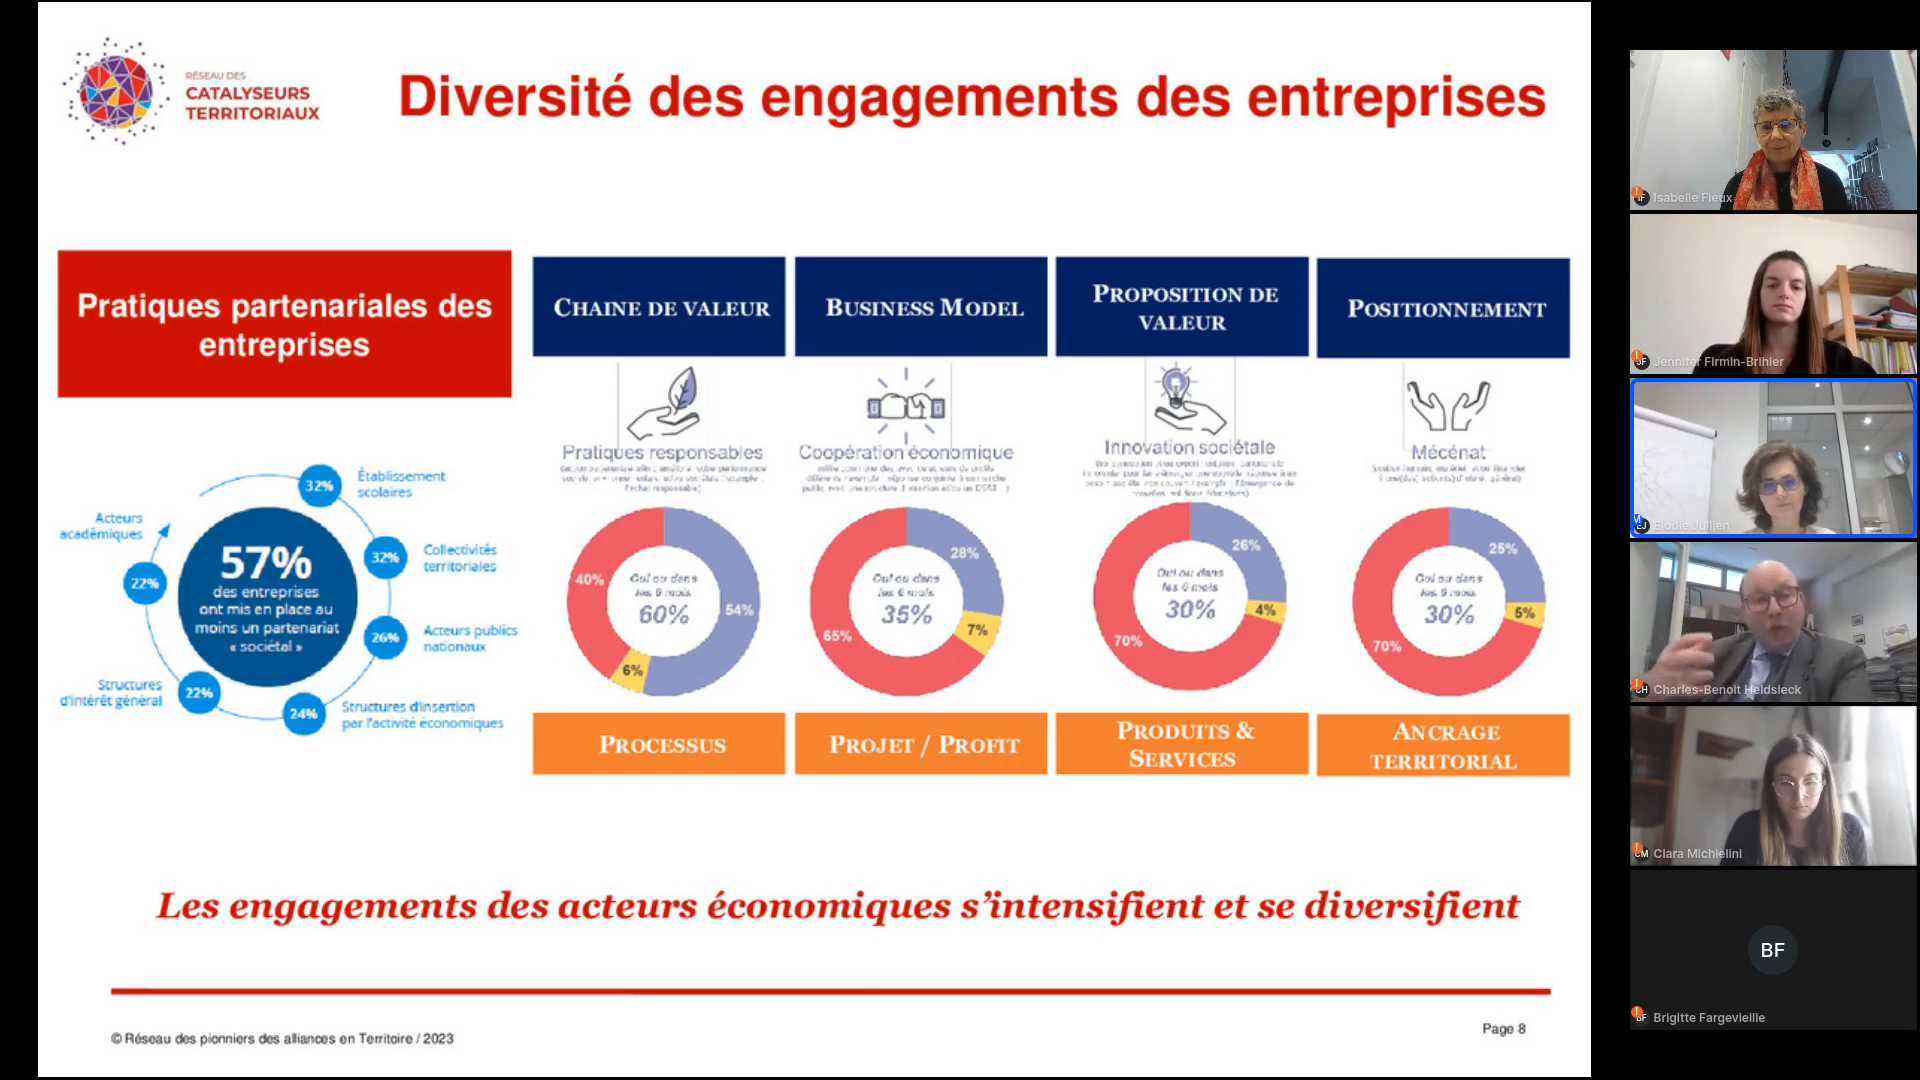 RÉSEAU DES
CATALYSEURS
TERRITORIAUX
Diversité des engagements des entreprises
Pratiques partenariales des
entreprises
CHAINE DE VALEUR
BUSINESS MODEL
PROPOSITION DE
VALEUR
POSITIONNEMENT
Pratiques responsables
Coopération économique
Innovation sociétale
Mécénat
32%
Établissement
scolaires
32%
Collectivités
territoriales
26%
Acteurs publics
nationaux
24%
Structures d'insertion
par l'activité économiques
22%
Structures
d'intérêt général
22%
Acteurs
académiques
57%
des entreprises
ont mis en place au
moins un partenariat
« sociétal »
40%
54%
6%
Oui ou dans
les 6 mois
60%
28%
7%
65%
Oui ou dans
les 6 mois
35%
26%
4%
70%
Oui ou dans
les 6 mois
30%
25%
5%
70%
Oui ou dans
les 6 mois
30%
PROCESSUS
PROJET / PROFIT
PRODUITS &
SERVICES
ANCRAGE
TERRITORIAL
Les engagements des acteurs économiques s'intensifient et se diversifient
© Réseau des pionniers des alliances en Territoire / 2023
Page 8
Isabelle Fieux
Jennifer Firmin-Brihier
Elodie Jullien
CH Charles-Benoit Heidsieck
CM Clara Michielini
BF
BF Brigitte Fargevieille